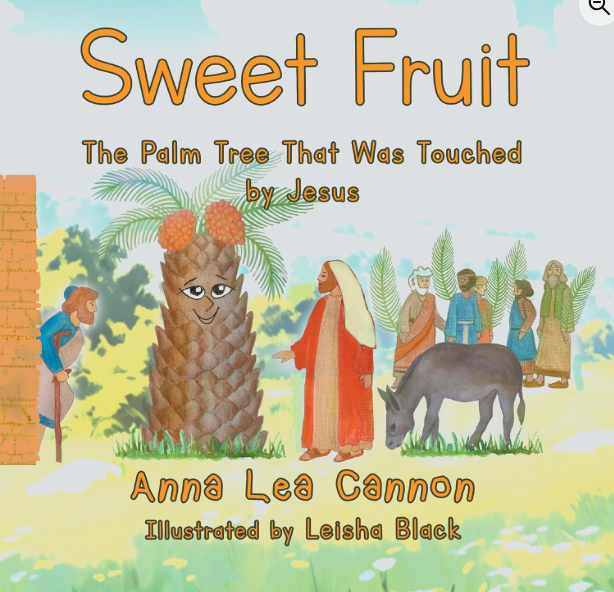 Sweet Fruit
The Palm Tree That Was Touched
by Jesus
Anna Lea Cannon
Illustrated by Leisha Black